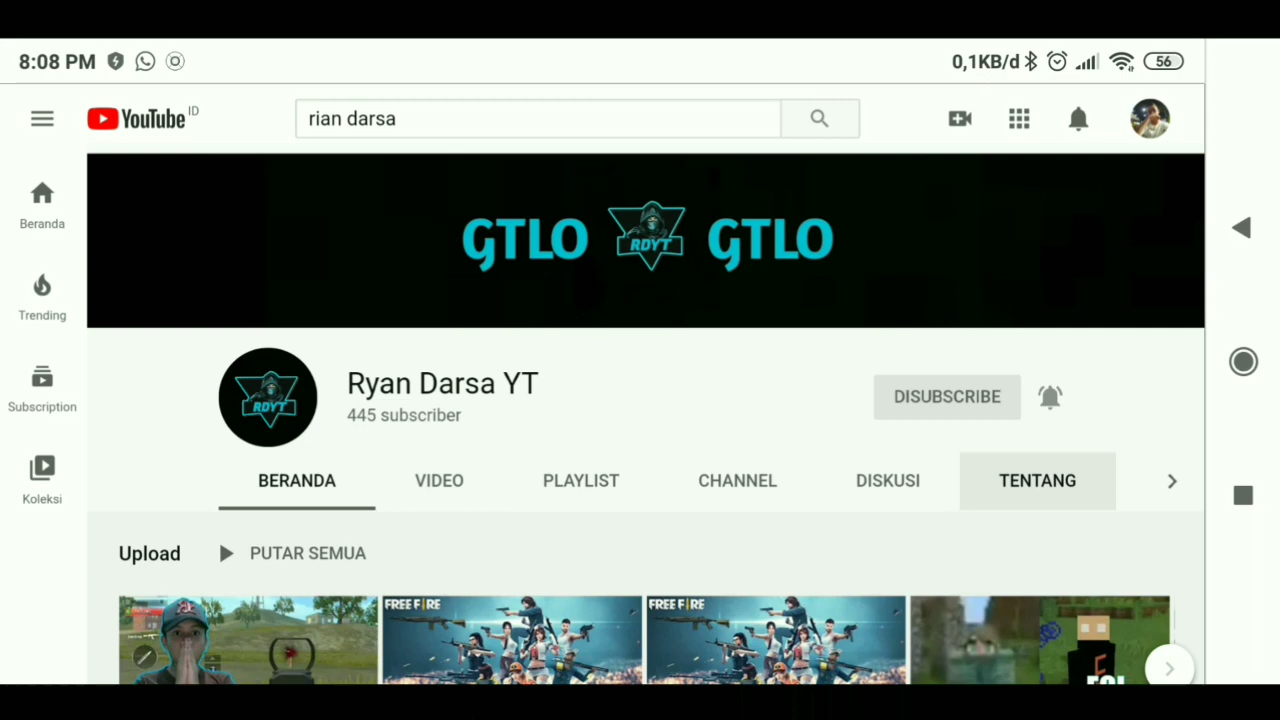 8:08 PM
0,1KB/d
56
YouTube ID
rian darsa
Beranda
Trending
Subscription
Koleksi
GTLO RDYT GTLO
RDYT
Ryan Darsa YT
445 subscriber
DISUBSCRIBE
BERANDA VIDEO PLAYLIST CHANNEL DISKUSI TENTANG
Upload PUTAR SEMUA
FREE FIRE
FREE FIRE